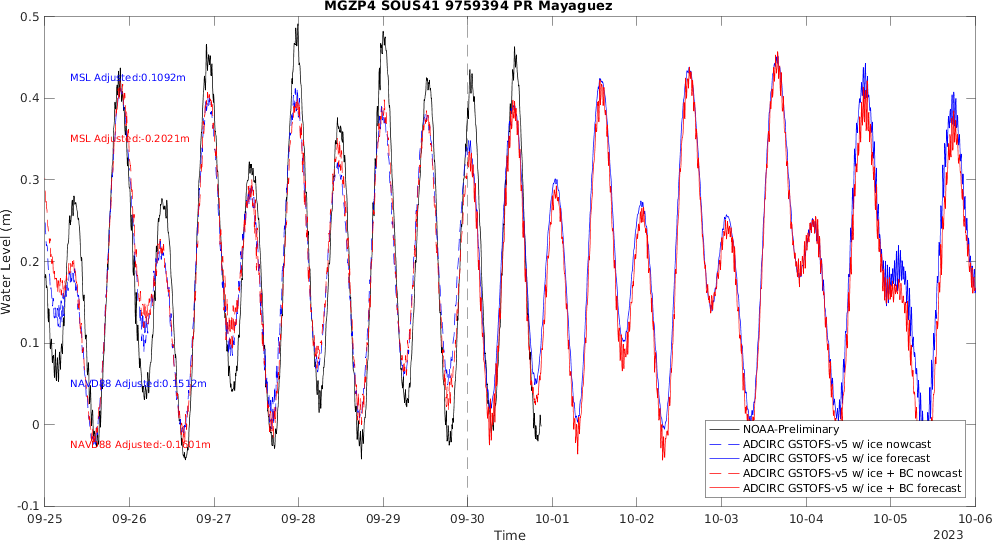 MGZP4 SOUS41 9759394 PR Mayaguez
0.5
MSL Adjusted:0.1092m
0.4
MSL Adjusted:-0.2021m
0.3
Water Level (m)
0.2
0.1
NAVD88 Adjusted:0.1512m
0
NAVD88 Adjusted:-0.1601m
NOAA-Preliminary
ADCIRC GSTOFS-v5 w/ ice nowcast
ADCIRC GSTOFS-v5 w/ ice forecast
ADCIRC GSTOFS-v5 w/ ice + BC nowcast
ADCIRC GSTOFS-v5 w/ ice + BC forecast
-0.1
09-25 09-26 09-27 09-28 09-29 09-30 10-01 10-02 10-03 10-04 10-05 10-06
Time
2023